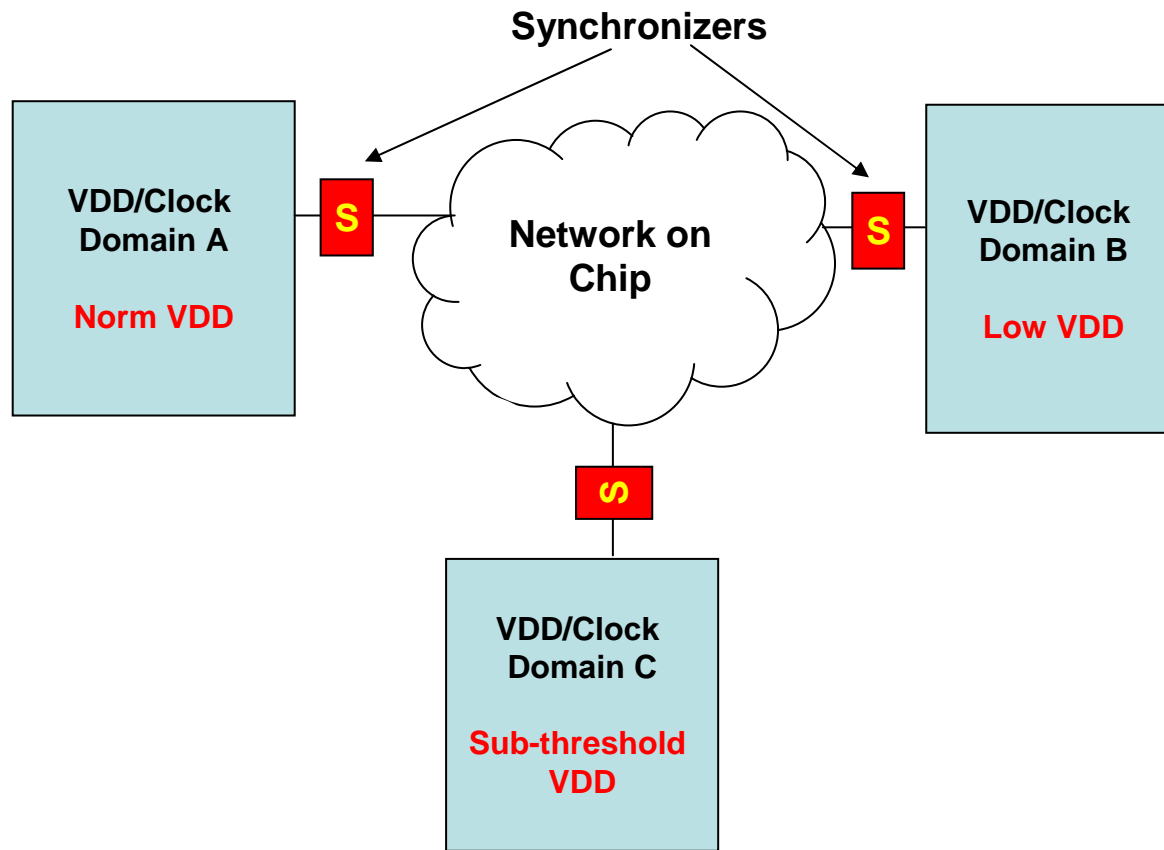 Synchronizers
VDD/Clock
Domain A
Norm VDD
S
Network on
Chip
S
VDD/Clock
Domain B
Low VDD
S
VDD/Clock
Domain C
Sub-threshold
VDD